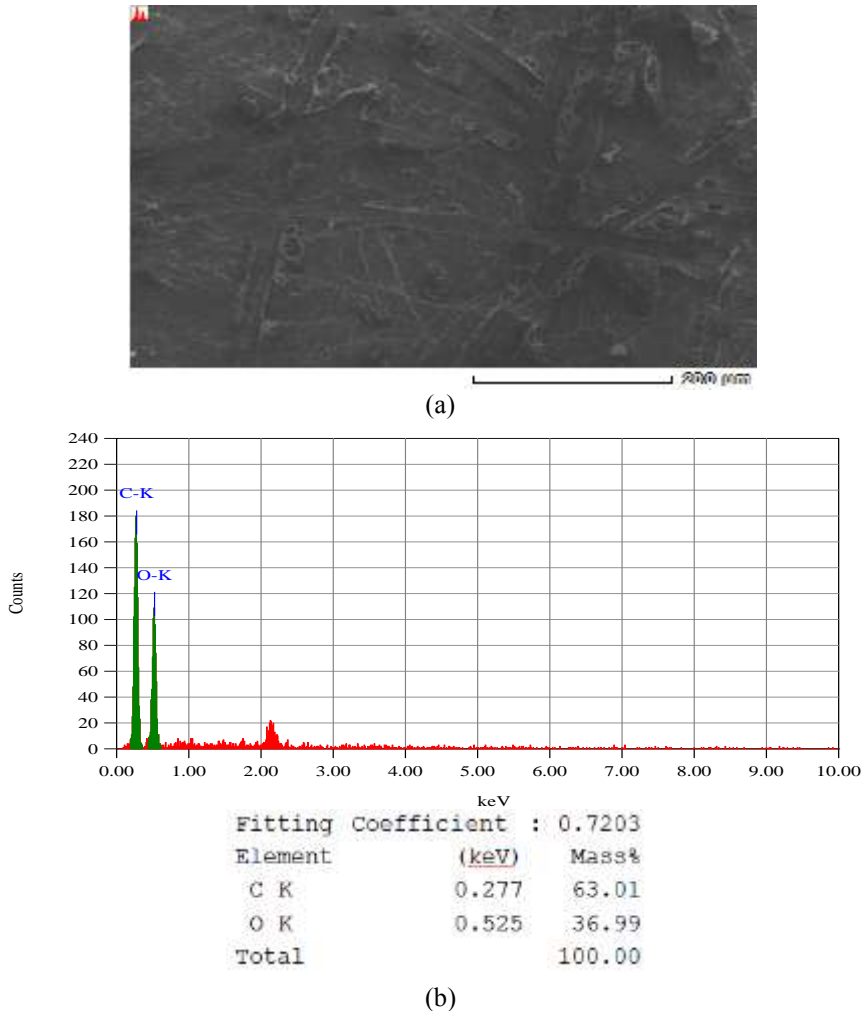 200 µm
(a)
240
220
200
180
160
140
120
100
80
60
40
20
0
C-K
O-K
Counts
0.00 1.00 2.00 3.00 4.00 5.00 6.00 7.00 8.00 9.00 10.00
keV
Fitting Coefficient : 0.7203
Element (keV) Mass%
C K 0.277 63.01
O K 0.525 36.99
Total 100.00
(b)